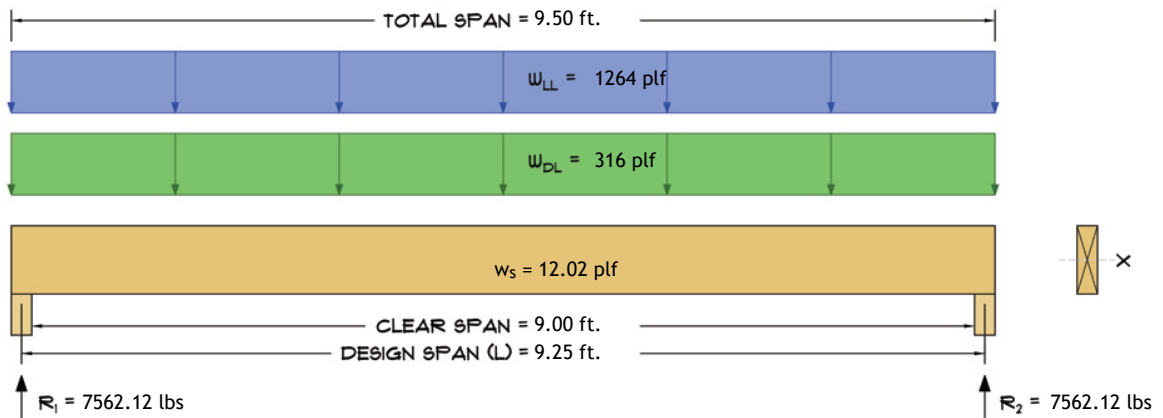 TOTAL SPAN = 9.50 ft.
wLL = 1264 plf
wDL = 316 plf
ws = 12.02 plf
X
CLEAR SPAN = 9.00 ft.
DESIGN SPAN (L) = 9.25 ft.
R1 = 7562.12 lbs
R2 = 7562.12 lbs